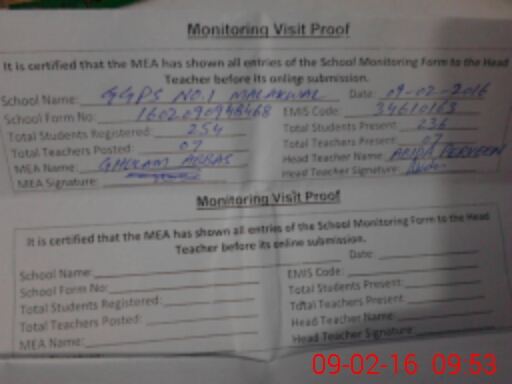 Monitoring Visit Proof
It is certified that the MEA has shown all entries of the School Monitoring Form to the Head
Teacher before its online submission.
School Name: GGPS NO.1 MALAKWAL Date: 09-02-2016
School Form No: 1602090948468 EMIS Code: 34610163
Total Students Registered: 254 Total Students Present: 236
Total Teachers Posted: 07 Total Teachers Present: 07
MEA Name: GHULAM ABBAS Head Teacher Name: ABIDA PERVEEN
MEA Signature: Head Teacher Signature:
Monitoring Visit Proof
It is certified that the MEA has shown all entries of the School Monitoring Form to the Head
Teacher before its online submission.
School Name: Date:
School Form No: EMIS Code:
Total Students Registered: Total Students Present:
Total Teachers Posted: Total Teachers Present:
MEA Name: Head Teacher Name:
Head Teacher Signature:
09-02-16 09:53